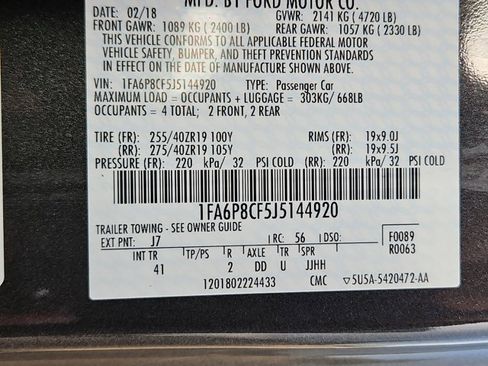 MFD. BY FORD MOTOR CO.
DATE: 02/18 GVWR: 2141 KG (4720 LB)
FRONT GAWR: 1089 KG (2400 LB) REAR GAWR: 1057 KG (2330 LB)
THIS VEHICLE CONFORMS TO ALL APPLICABLE FEDERAL MOTOR
VEHICLE SAFETY, BUMPER, AND THEFT PREVENTION STANDARDS
IN EFFECT ON THE DATE OF MANUFACTURE SHOWN ABOVE.
VIN: 1FA6P8CF5J5144920 TYPE: Passenger Car
MAXIMUM LOAD = OCCUPANTS + LUGGAGE = 303KG/ 668LB
OCCUPANTS = 4 TOTAL; 2 FRONT, 2 REAR
TIRE (FR): 255/40ZR19 100Y RIMS (FR): 19x9.0J
(RR): 275/40ZR19 105Y (RR): 19x9.5J
PRESSURE (FR): 220 kPa/ 32 PSI COLD (RR): 220 kPa/ 32 PSI COLD
1FA6P8CF5J5144920
TRAILER TOWING - SEE OWNER GUIDE
EXT PNT: J7 RC: 56 DSO: F0089
R0063
INT TR TP/PS R AXLE TR SPR
41 2 DD U JJHH
1201802224433 CMC 5U5A-5420472-AA